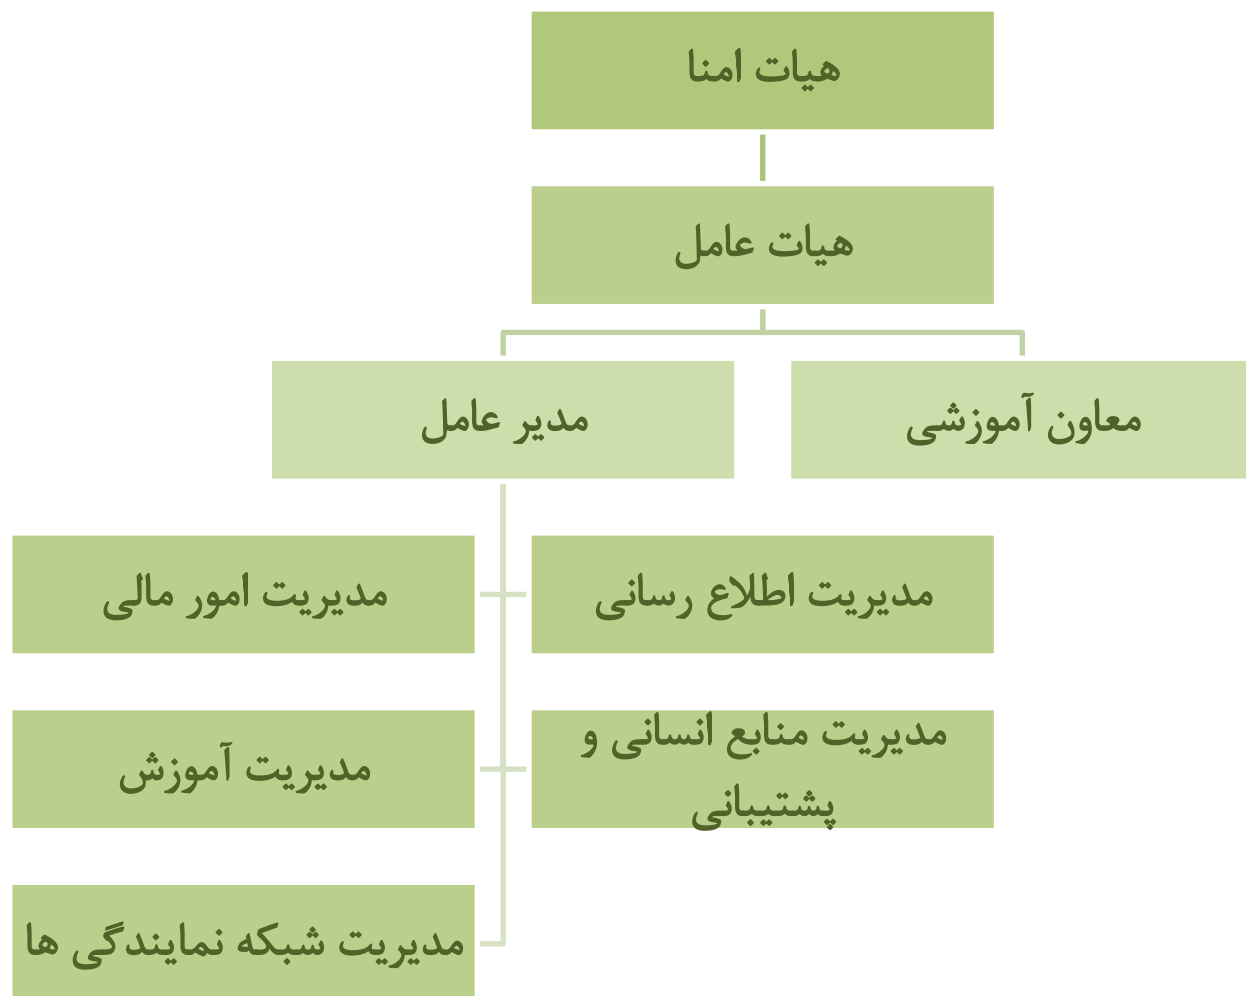 هیات امنا
هیات عامل
معاون آموزشی
مدیر عامل
مدیریت اطلاع رسانی
مدیریت امور مالی
مدیریت منابع انسانی و
پشتیبانی
مدیریت آموزش
مدیریت شبکه نمایندگی ها